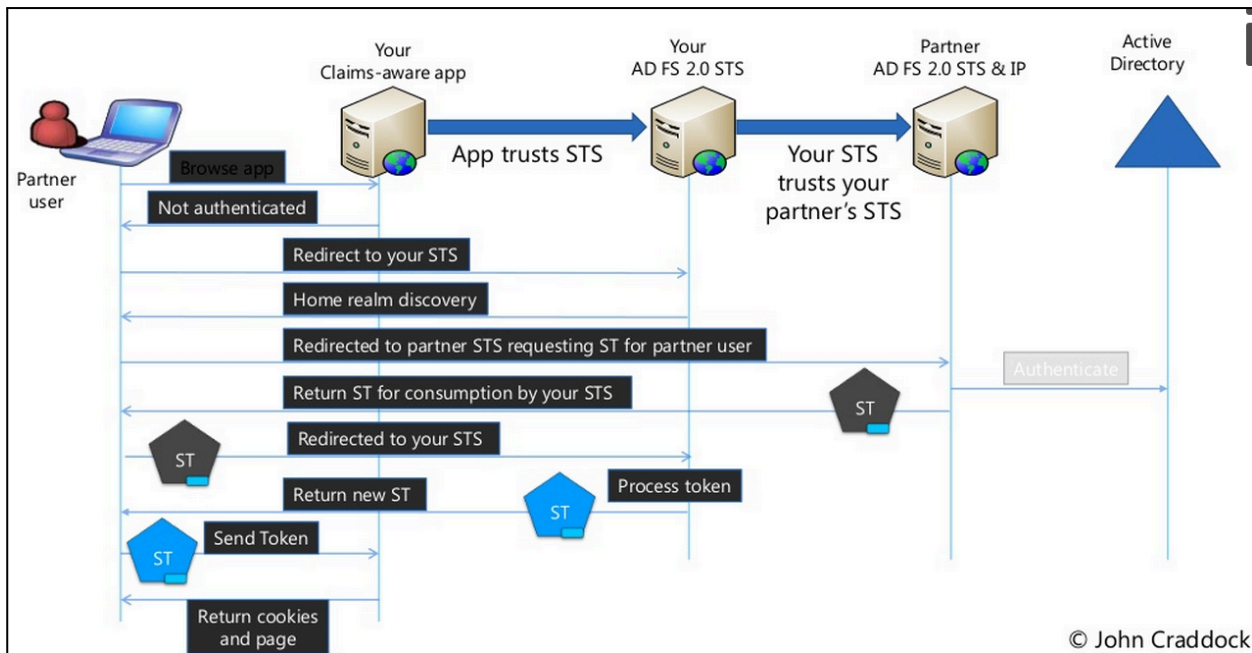 Your
Claims-aware app
Your
AD FS 2.0 STS
Partner
AD FS 2.0 STS & IP
Active
Directory
App trusts STS
Your STS
trusts your
partner's STS
Partner
user
Browse app
Not authenticated
Redirect to your STS
Home realm discovery
Redirected to partner STS requesting ST for partner user
Authenticate
Return ST for consumption by your STS
ST
ST
Redirected to your STS
Process token
Return new ST
ST
ST
Send Token
Return cookies
and page
© John Craddock